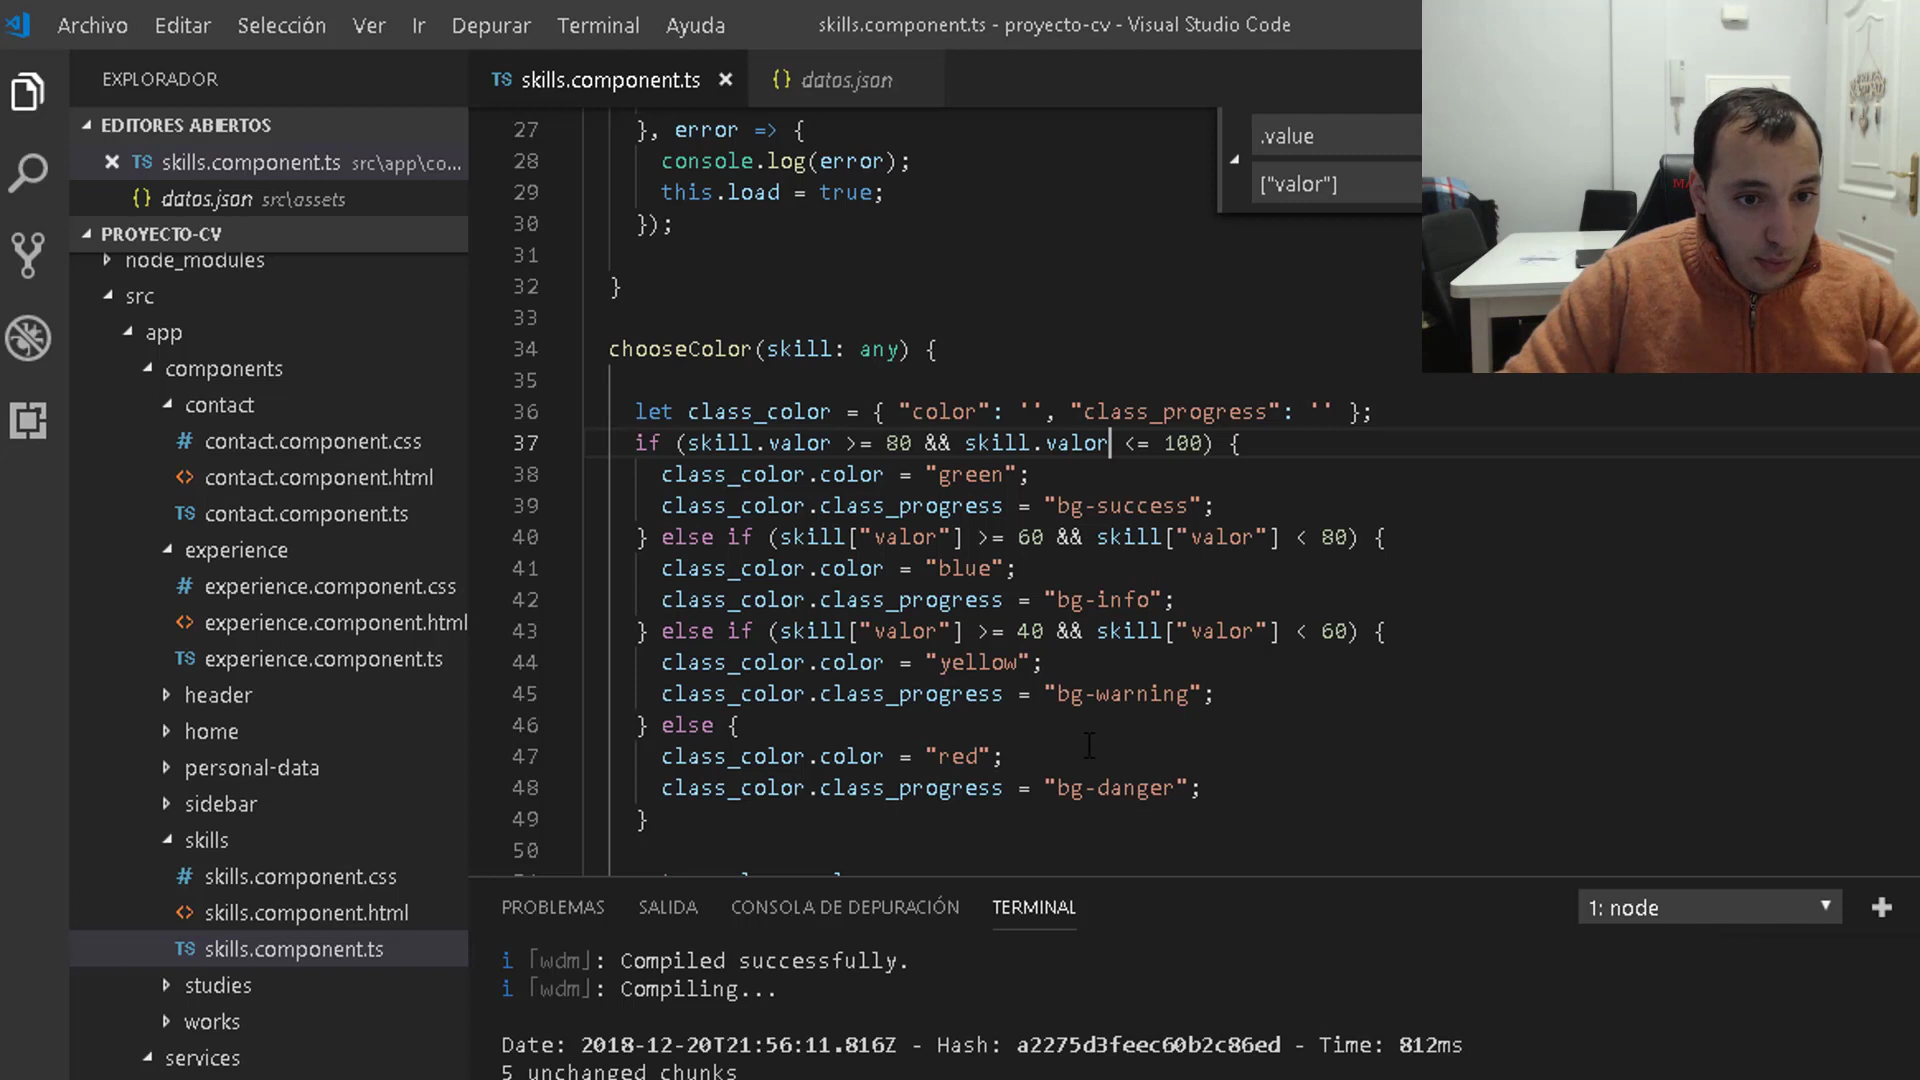 Archivo Editar Selección Ver Ir Depurar Terminal Ayuda
skills.component.ts - proyecto-cv - Visual Studio Code
EXPLORADOR
EDITORES ABIERTOS
TS skills.component.ts src\app\co...
{} datos.json src\assets
PROYECTO-CV
node_modules
src
app
components
contact
# contact.component.css
<> contact.component.html
TS contact.component.ts
experience
# experience.component.css
<> experience.component.html
TS experience.component.ts
header
home
personal-data
sidebar
skills
# skills.component.css
<> skills.component.html
TS skills.component.ts
studies
works
services
TS skills.component.ts
{} datos.json
.value
["valor"]
27 }, error => {
28 console.log(error);
29 this.load = true;
30 });
31
32 }
33
34 chooseColor(skill: any) {
35
36 let class_color = { "color": '', "class_progress": '' };
37 if (skill.valor >= 80 && skill.valor <= 100) {
38 class_color.color = "green";
39 class_color.class_progress = "bg-success";
40 } else if (skill["valor"] >= 60 && skill["valor"] < 80) {
41 class_color.color = "blue";
42 class_color.class_progress = "bg-info";
43 } else if (skill["valor"] >= 40 && skill["valor"] < 60) {
44 class_color.color = "yellow";
45 class_color.class_progress = "bg-warning";
46 } else {
47 class_color.color = "red";
48 class_color.class_progress = "bg-danger";
49 }
50
PROBLEMAS SALIDA CONSOLA DE DEPURACIÓN TERMINAL
1: node
i ｢wdm｣: Compiled successfully.
i ｢wdm｣: Compiling...
Date: 2018-12-20T21:56:11.816Z - Hash: a2275d3feec60b2c86ed - Time: 812ms
5 unchanged chunks